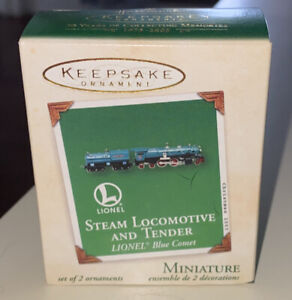 KEEPSAKE
ORNAMENT
LIONEL
STEAM LOCOMOTIVE
AND TENDER
LIONEL® Blue Comet
MINIATURE
set of 2 ornaments
ensemble de 2 décorations